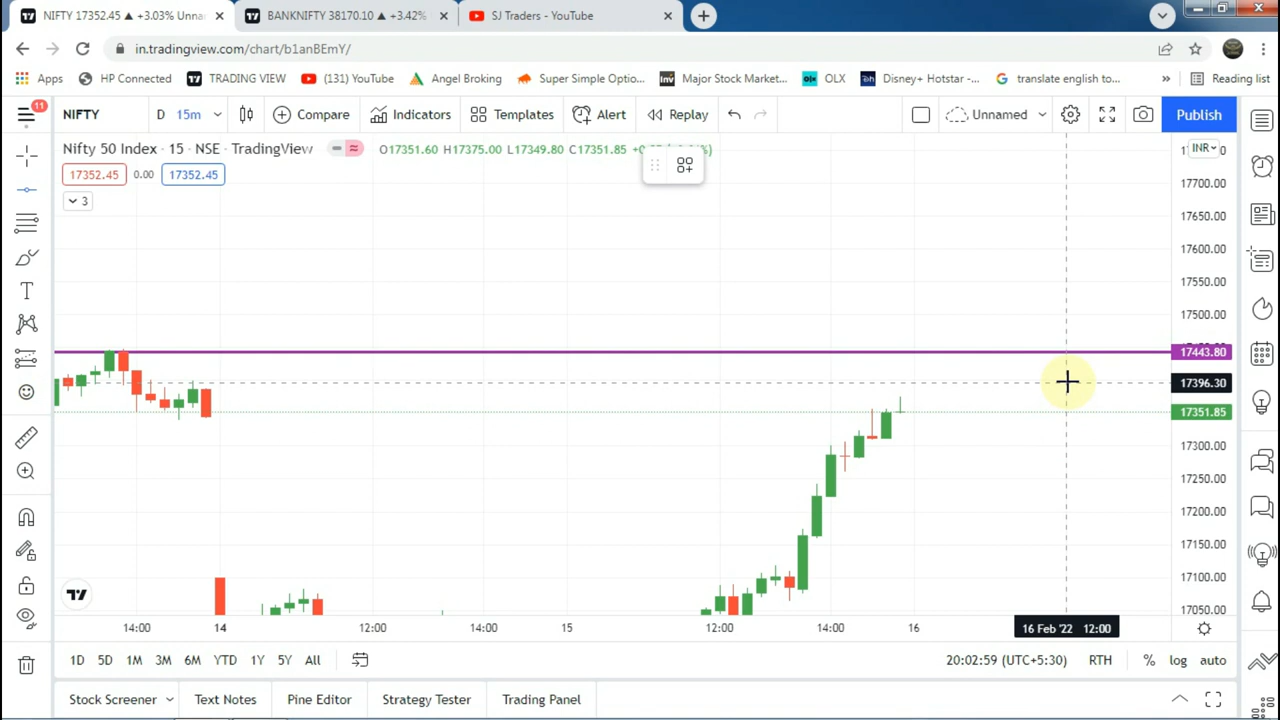 NIFTY 17352.45 ▲ +3.03% Unna
BANKNIFTY 38170.10 ▲ +3.42%
SJ Traders - YouTube
in.tradingview.com/chart/b1anBEmY/
Apps
HP Connected
TRADING VIEW
(131) YouTube
Angel Broking
Super Simple Optio...
Major Stock Market...
OLX
Disney+ Hotstar -...
translate english to...
»
Reading list
11
NIFTY
D
15m
Compare
Indicators
Templates
Alert
Replay
Unnamed
Publish
Nifty 50 Index · 15 · NSE · TradingView
O17351.60 H17375.00 L17349.80 C17351.85
INR
17352.45
0.00
17352.45
3
17700.00
17650.00
17600.00
17550.00
17500.00
17443.80
17396.30
17351.85
17300.00
17250.00
17200.00
17150.00
17100.00
17050.00
14:00
14
12:00
14:00
15
12:00
14:00
16
16 Feb '22 12:00
1D
5D
1M
3M
6M
YTD
1Y
5Y
All
20:02:59 (UTC+5:30)
RTH
%
log
auto
Stock Screener
Text Notes
Pine Editor
Strategy Tester
Trading Panel